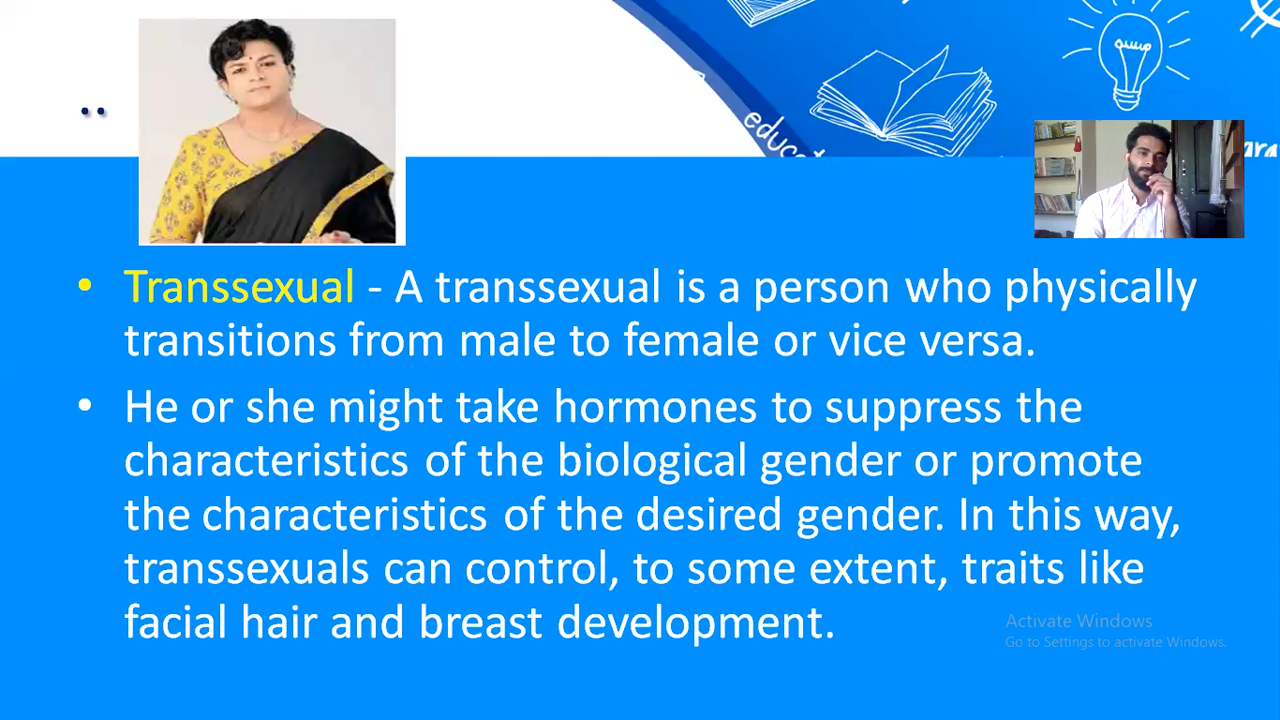 ..
educat
• Transsexual - A transsexual is a person who physically
transitions from male to female or vice versa.
• He or she might take hormones to suppress the
characteristics of the biological gender or promote
the characteristics of the desired gender. In this way,
transsexuals can control, to some extent, traits like
facial hair and breast development.
Activate Windows
Go to Settings to activate Windows.